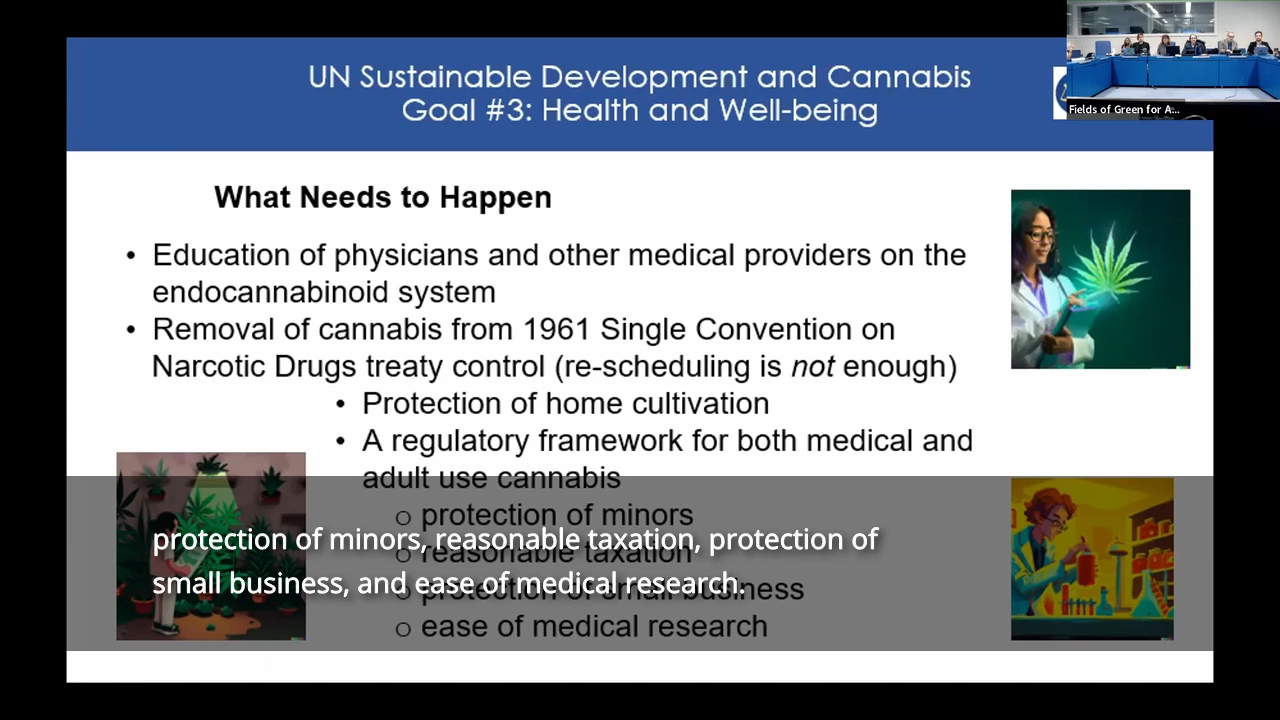 UN Sustainable Development and Cannabis
Goal #3: Health and Well-being
Fields of Green for A...
What Needs to Happen
• Education of physicians and other medical providers on the
endocannabinoid system
• Removal of cannabis from 1961 Single Convention on
Narcotic Drugs treaty control (re-scheduling is not enough)
• Protection of home cultivation
• A regulatory framework for both medical and
adult use cannabis
o protection of minors
o reasonable taxation
o protection of small business
o ease of medical research
protection of minors, reasonable taxation, protection of
small business, and ease of medical research.